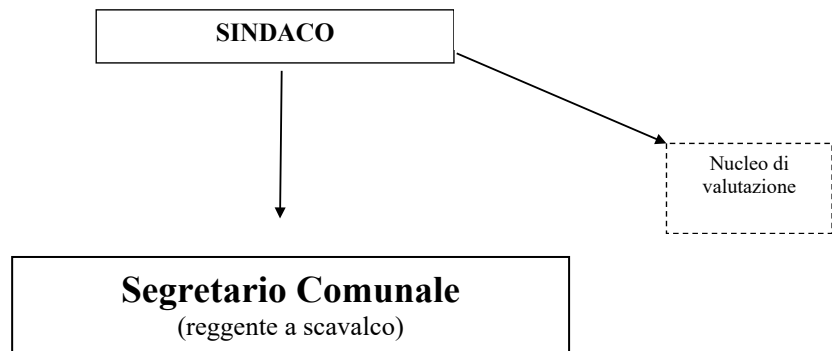 SINDACO
Nucleo di
valutazione
Segretario Comunale
(reggente a scavalco)